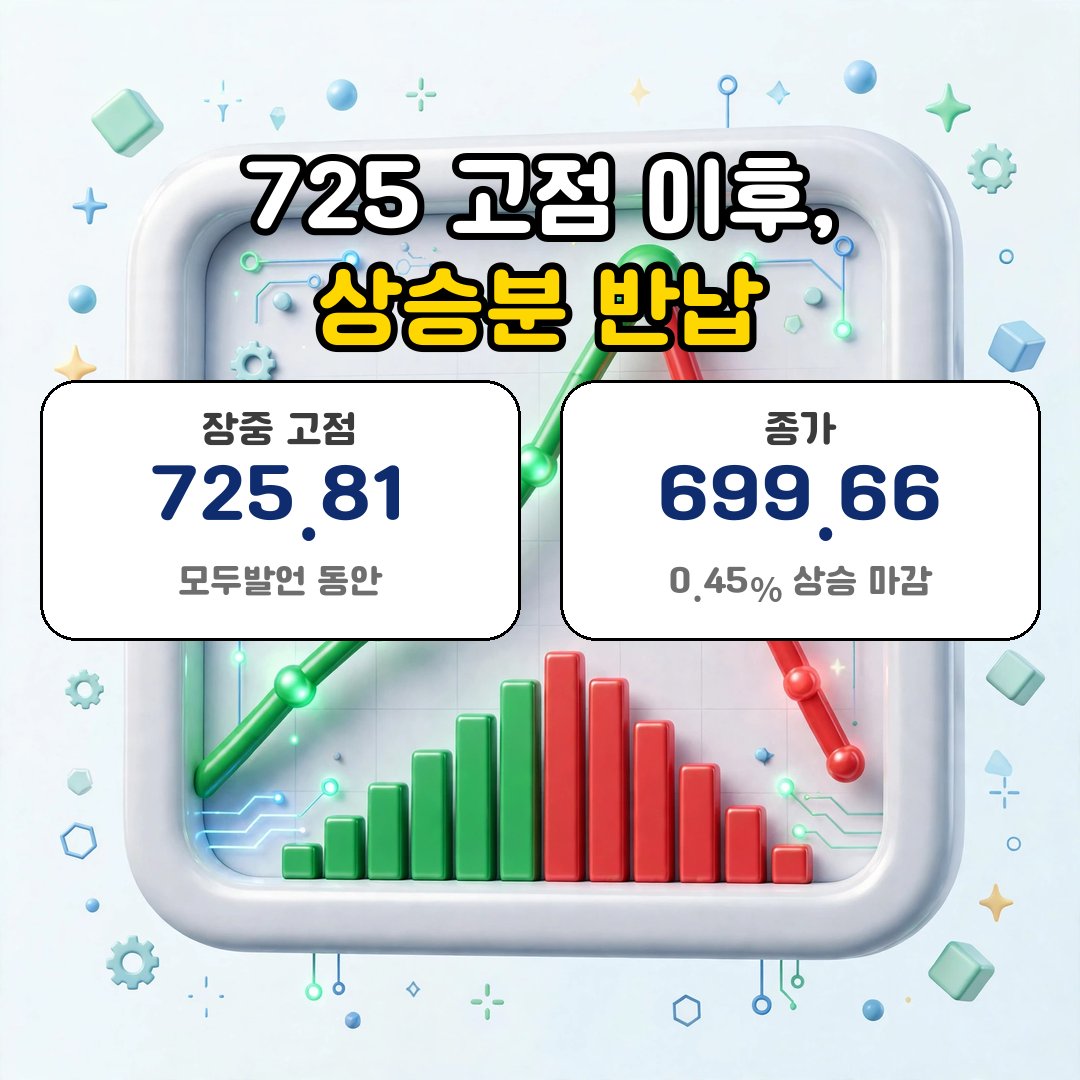 725 고점 이후,
상승분 반납
장중 고점
725.81
모두발언 동안
종가
699.66
0.45% 상승 마감